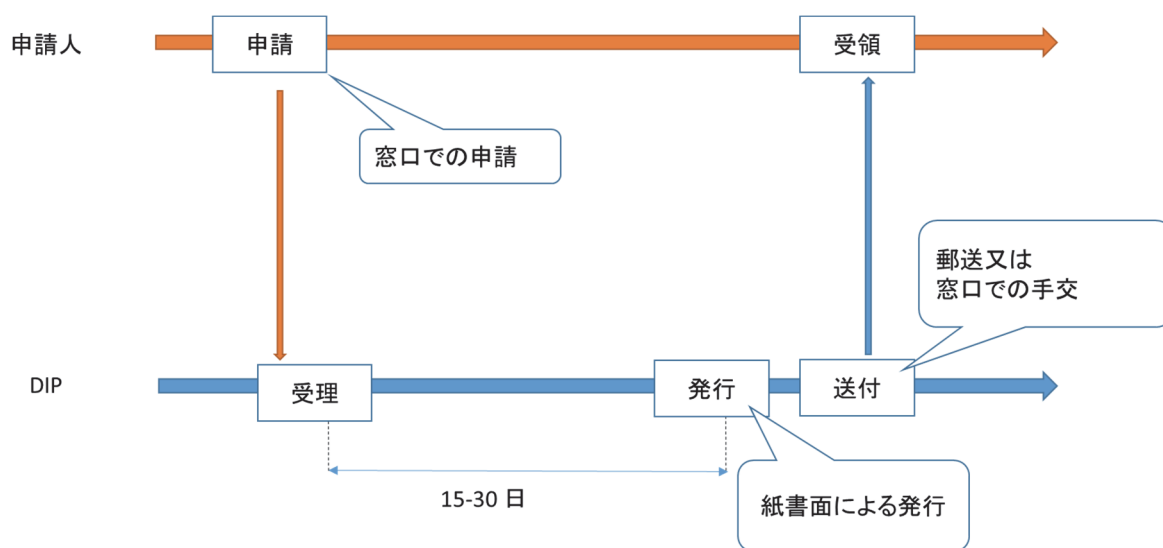 申請人
申請
受領
窓口での申請
郵送又は
窓口での手交
DIP
受理
発行
送付
15-30 日
紙書面による発行